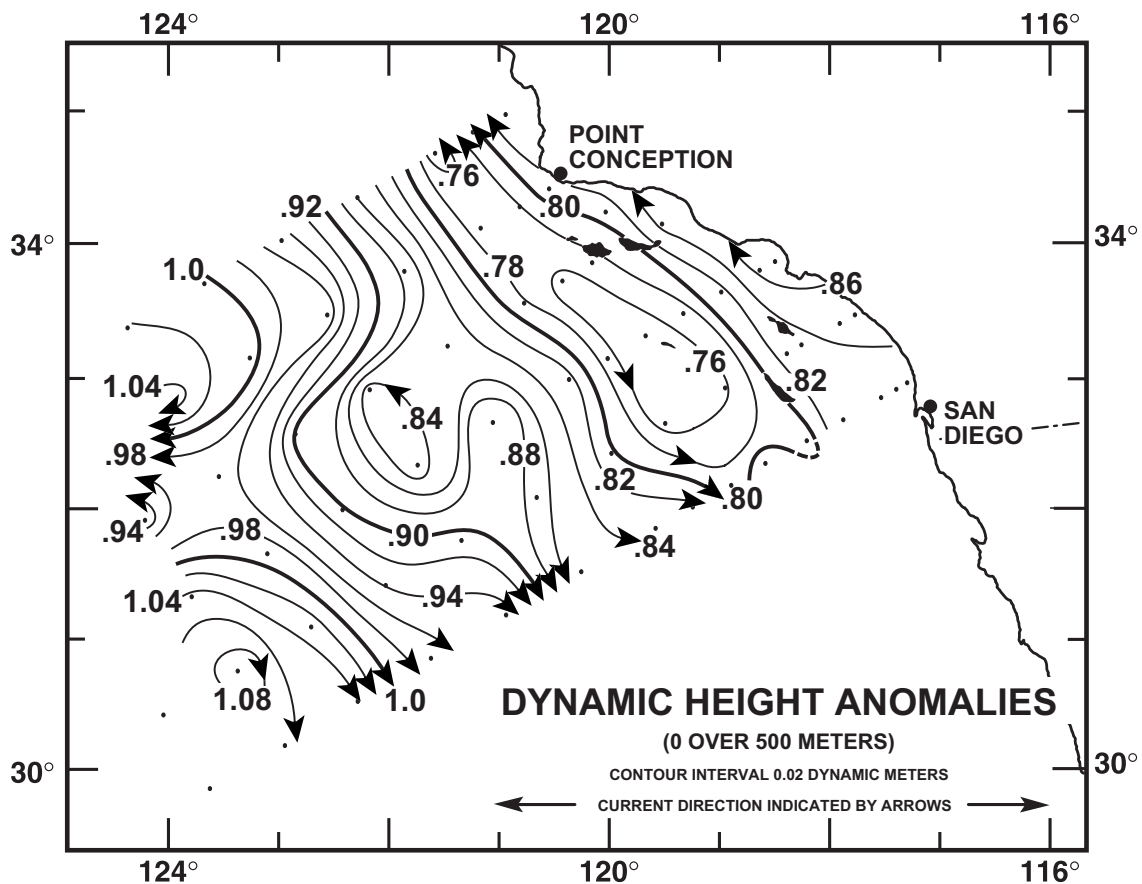 124° 120° 116°
POINT
CONCEPTION
.76
.92
.80
34° 34°
1.0
.78
.86
.76
1.04
.82
.84
SAN
DIEGO
.98
.88
.82
.80
.94
.98
.90
.84
1.04
.94
1.08
1.0
DYNAMIC HEIGHT ANOMALIES
(0 OVER 500 METERS)
30° 30°
CONTOUR INTERVAL 0.02 DYNAMIC METERS
CURRENT DIRECTION INDICATED BY ARROWS
124° 120° 116°